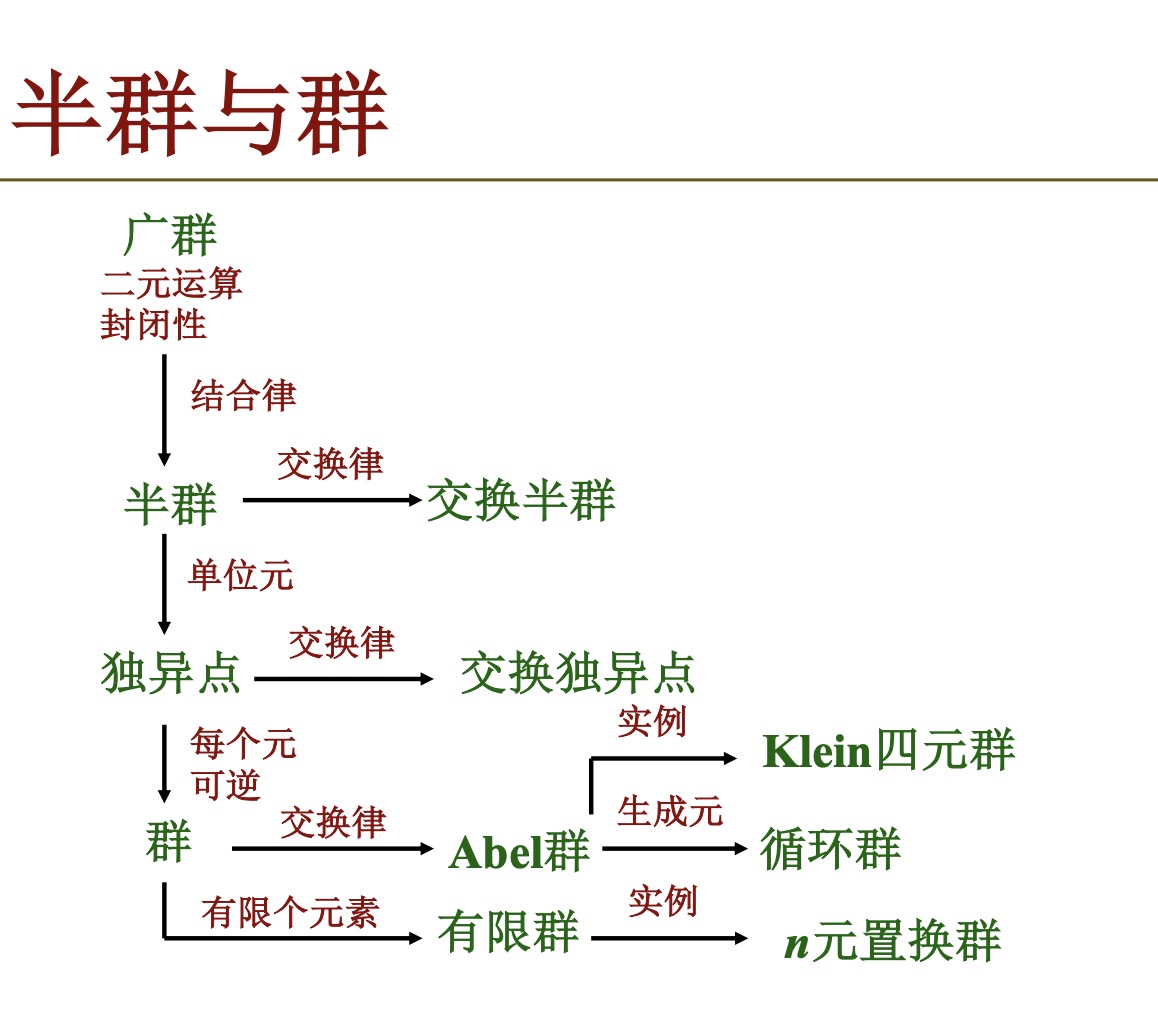 半群与群
广群
二元运算
封闭性
结合律
交换律
半群
交换半群
单位元
交换律
独异点
交换独异点
实例
每个元
可逆
Klein四元群
交换律
生成元
群
Abel群
循环群
有限个元素
实例
有限群
n元置换群